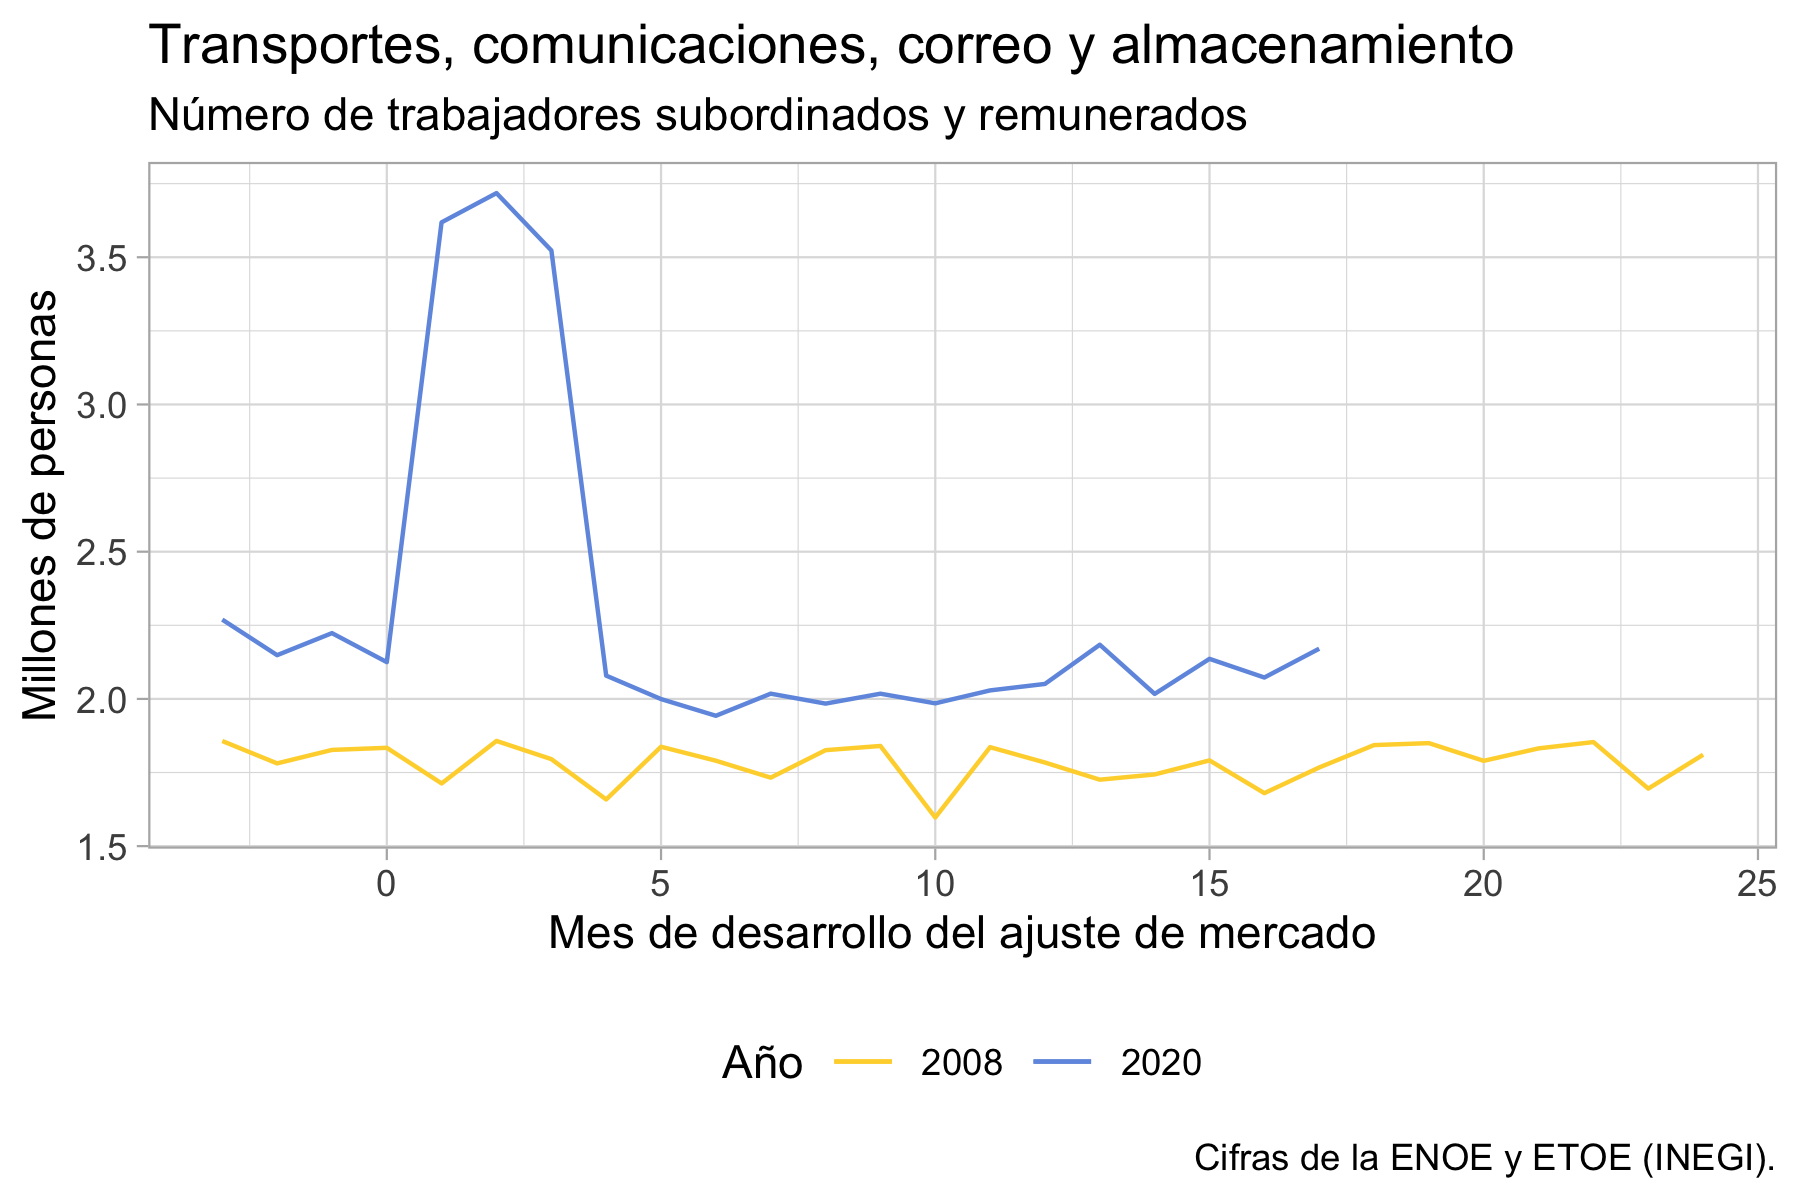 Transportes, comunicaciones, correo y almacenamiento
Número de trabajadores subordinados y remunerados
Millones de personas
3.5
3.0
2.5
2.0
1.5
0 5 10 15 20 25
Mes de desarrollo del ajuste de mercado
Año 2008 2020
Cifras de la ENOE y ETOE (INEGI).